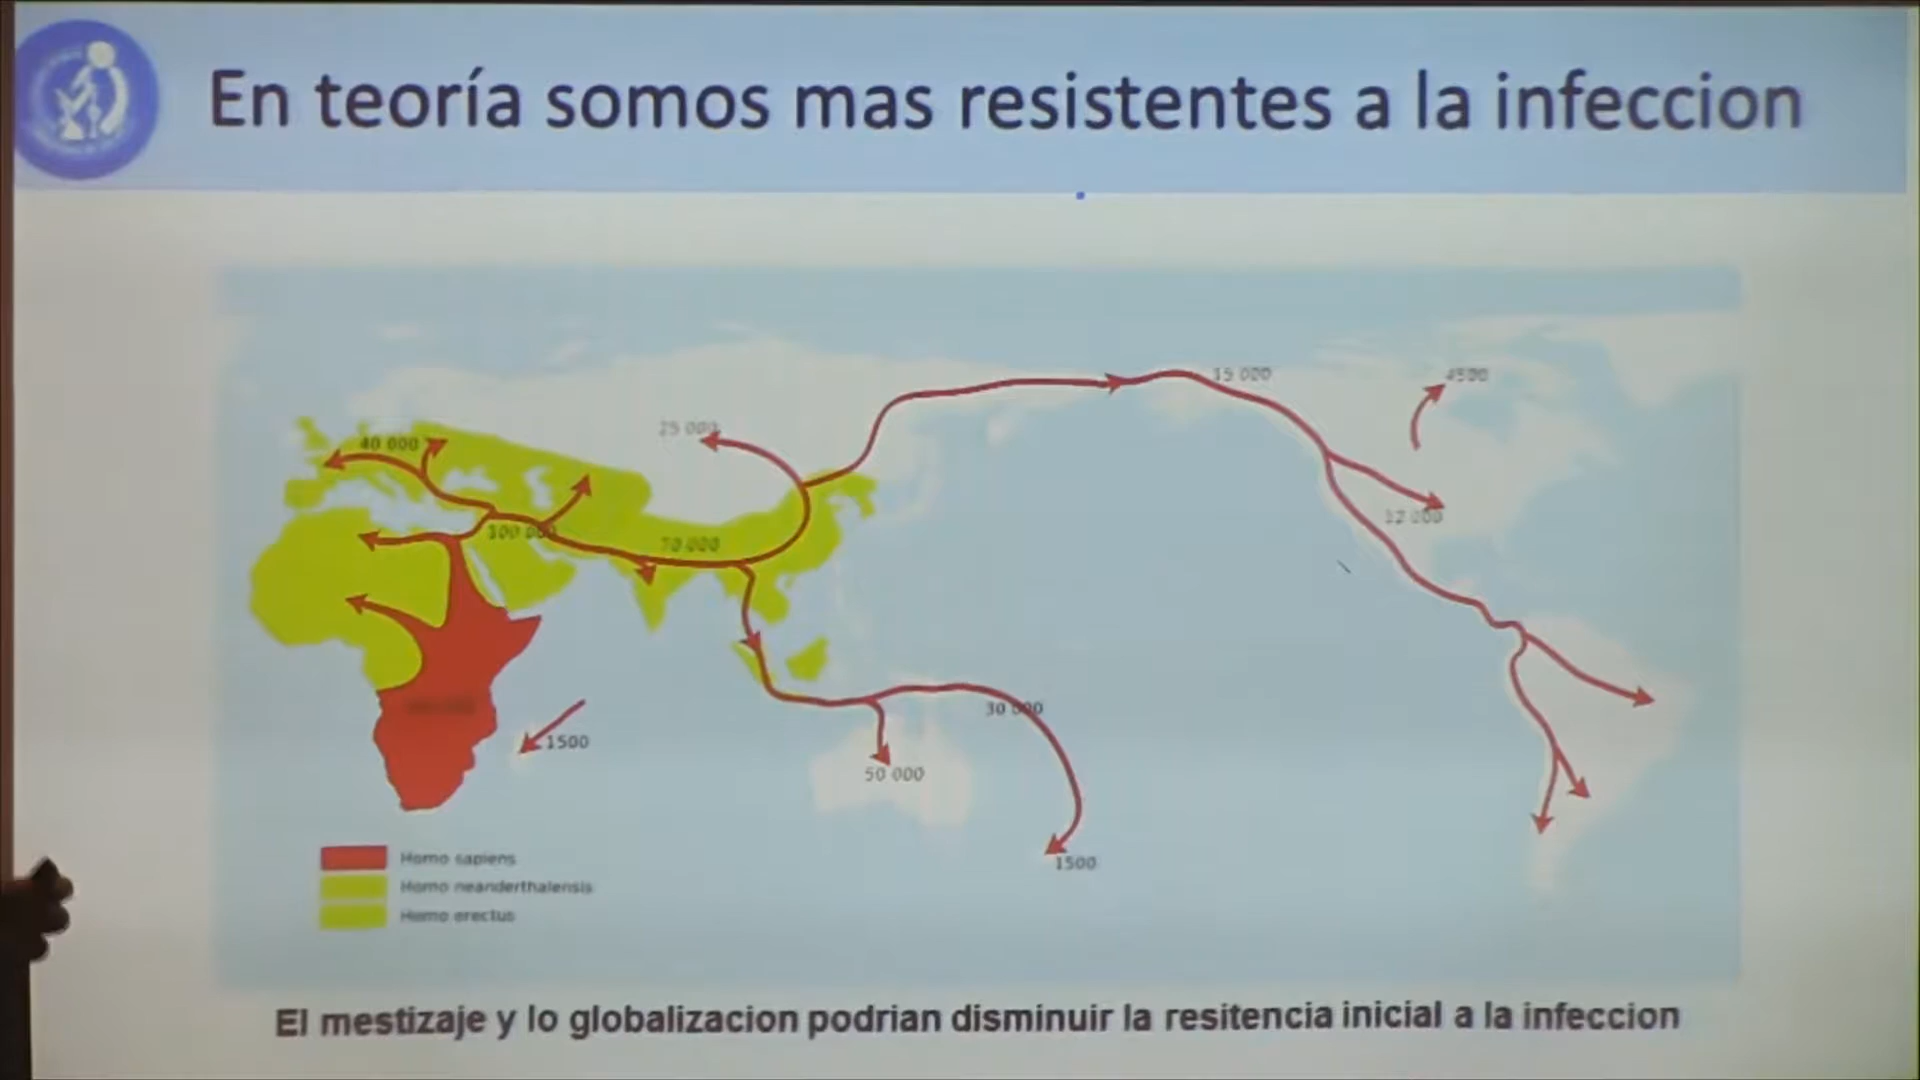 En teoría somos mas resistentes a la infeccion
15 000
4500
25 000
40 000
12 000
100 000
70 000
30 000
1500
50 000
1500
Homo sapiens
Homo neanderthalensis
Homo erectus
El mestizaje y lo globalizacion podrian disminuir la resitencia inicial a la infeccion